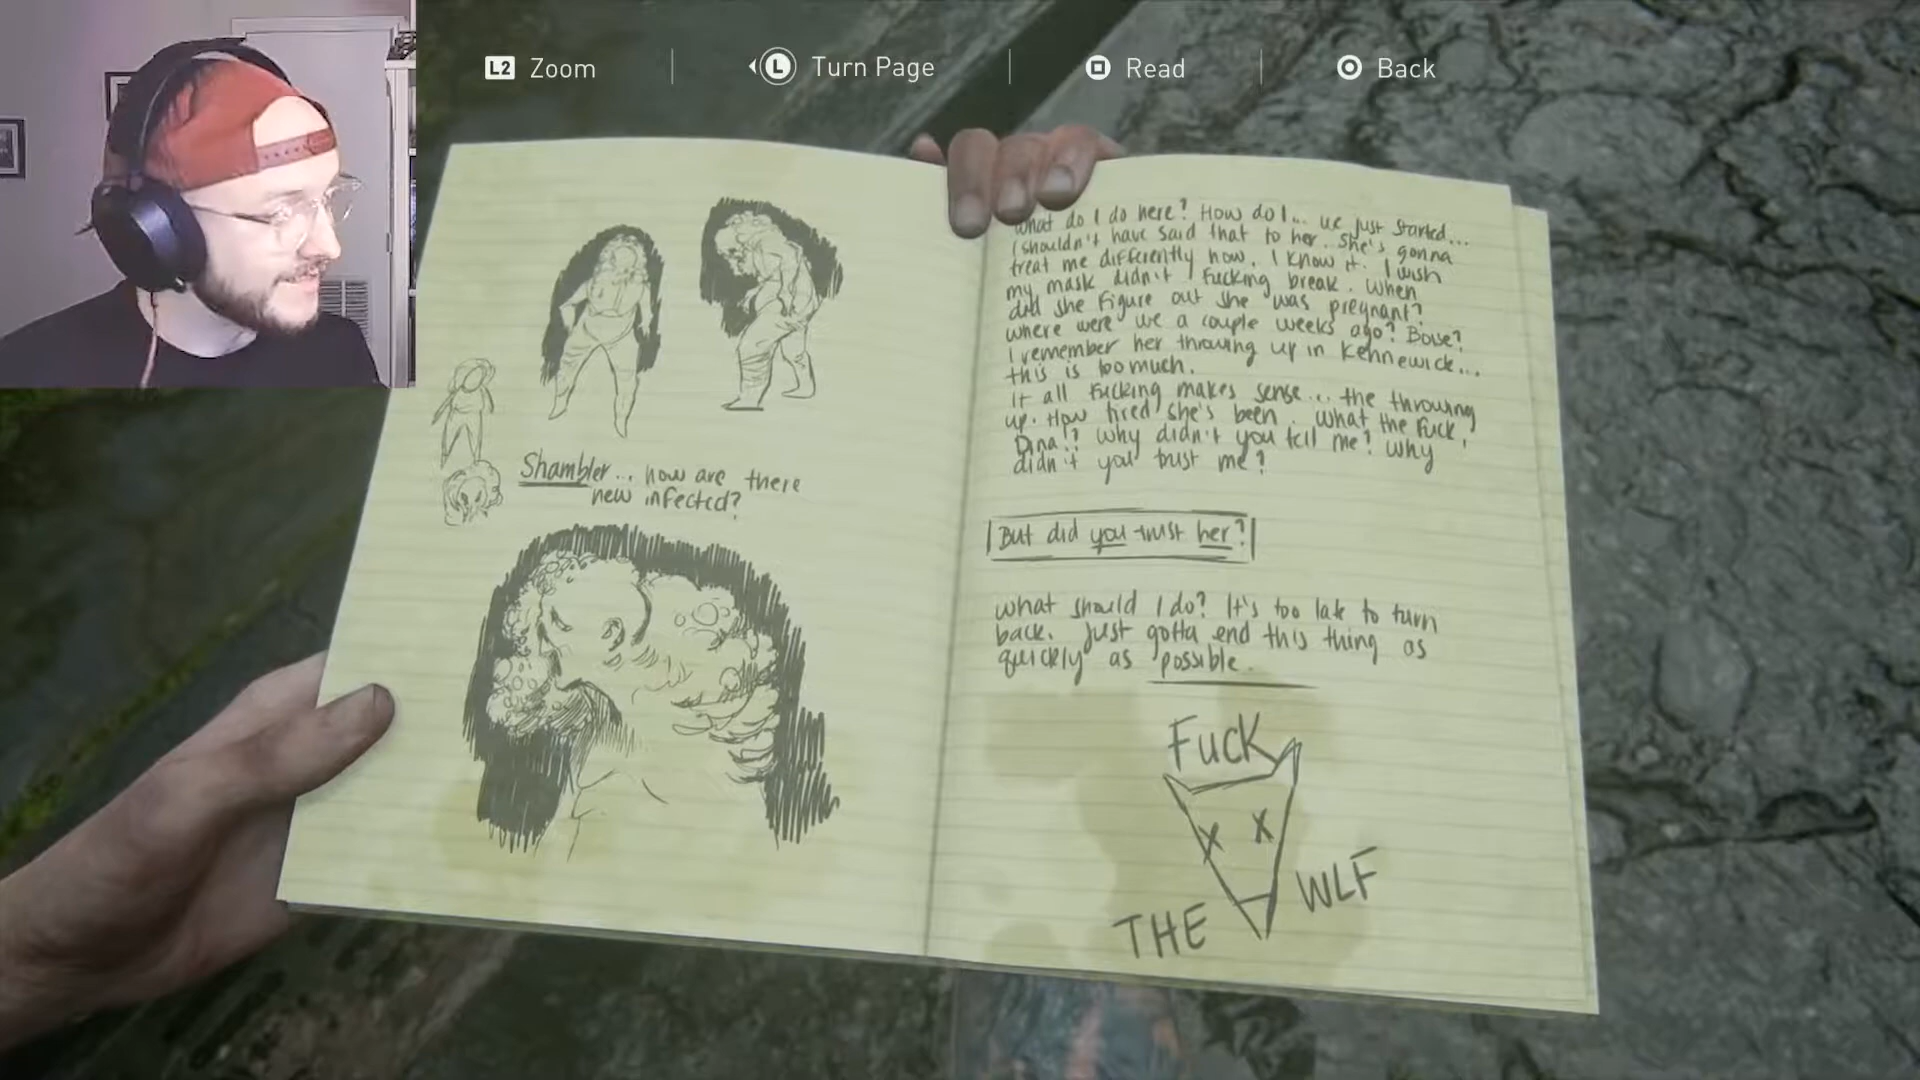 L2 Zoom
L Turn Page
Read
Back
Shambler... how are there
new infected?
What do I do here? How do I... we just started...
I shouldn't have said that to her. She's gonna
treat me differently now. I know it. I wish
my mask didn't fucking break. When
did she figure out she was pregnant?
where were we a couple weeks ago? Boise?
I remember her throwing up in Kennewick...
this is too much.
It all fucking makes sense... the throwing
up. How tired she's been. What the fuck,
Dina!? Why didn't you tell me? Why
didn't you trust me?
But did you trust her?
What should I do? It's too late to turn
back. Just gotta end this thing as
quickly as possible.
Fuck
THE WLF